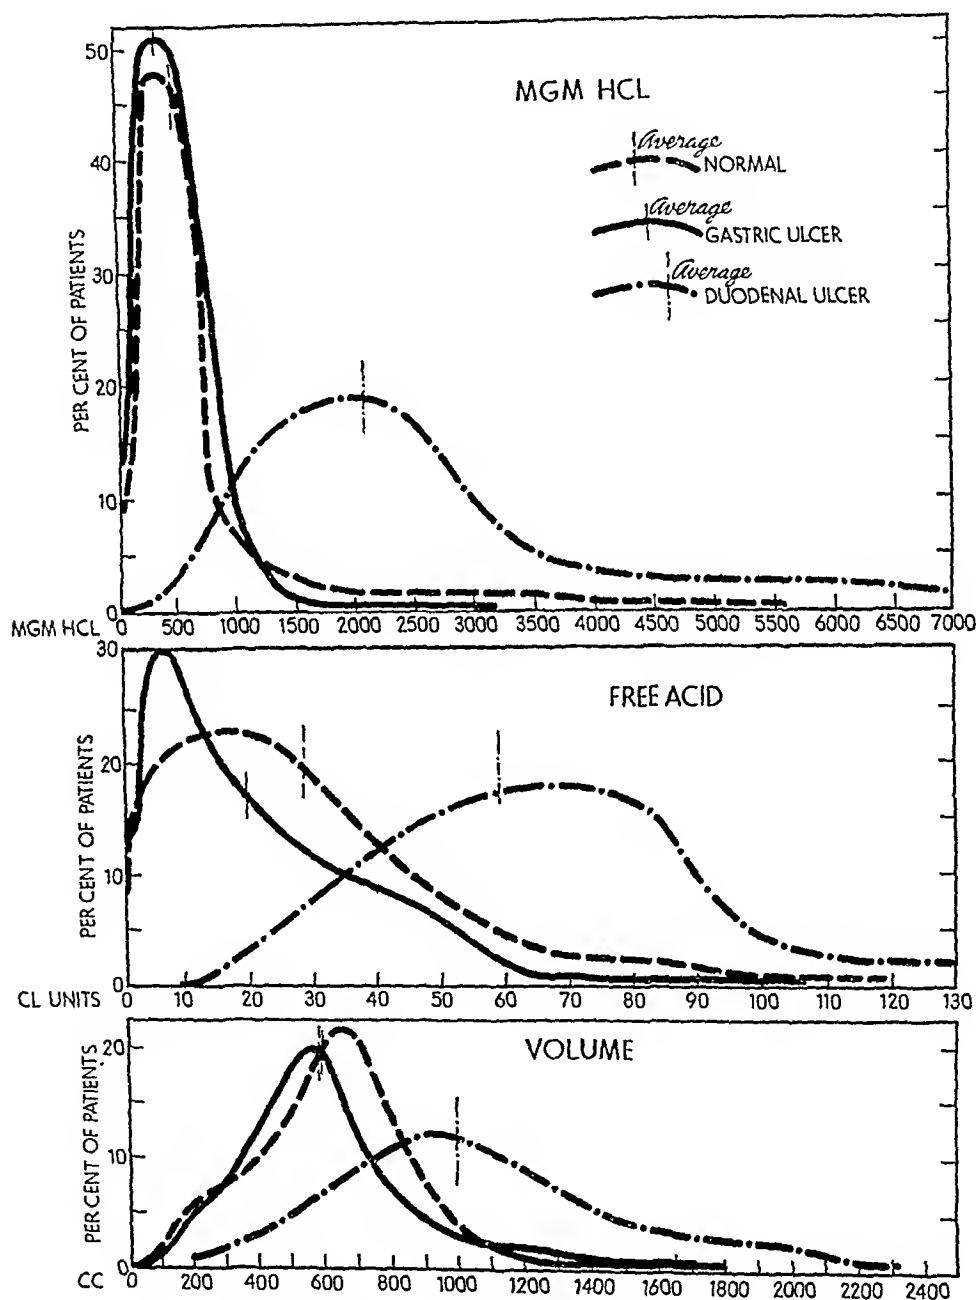 MGM HCL
Average
NORMAL
Average
GASTRIC ULCER
Average
DUODENAL ULCER
PER CENT OF PATIENTS
50
40
30
20
10
0
MGM HCL 0 500 1000 1500 2000 2500 3000 3500 4000 4500 5000 5500 6000 6500 7000
FREE ACID
PER CENT OF PATIENTS
30
20
10
0
CL UNITS 0 10 20 30 40 50 60 70 80 90 100 110 120 130
VOLUME
PER CENT OF PATIENTS
20
10
0
CC 0 200 400 600 800 1000 1200 1400 1600 1800 2000 2200 2400